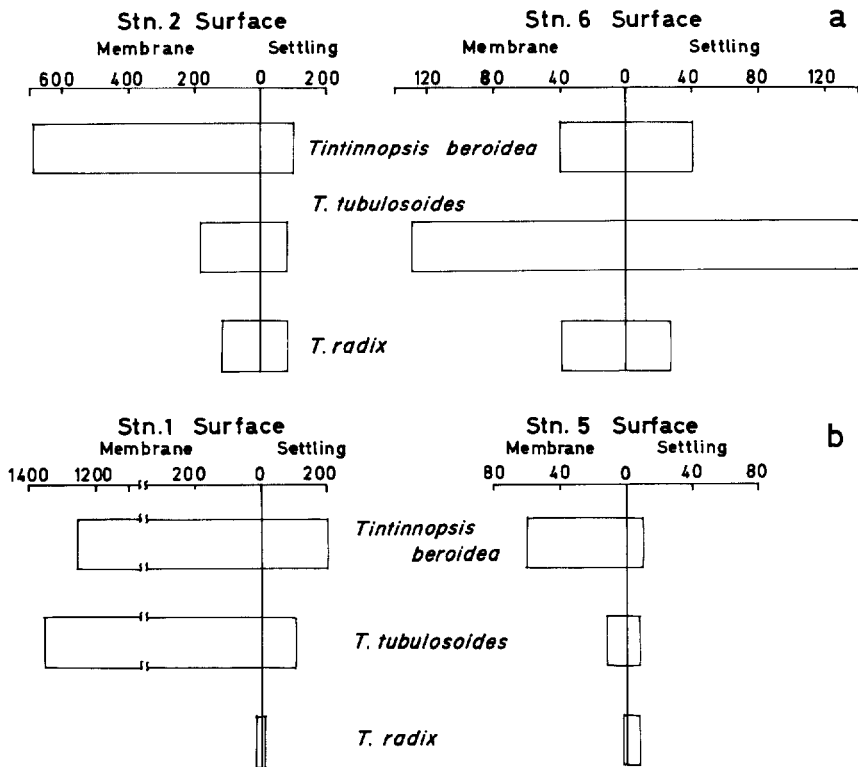 Stn. 2 Surface
Stn. 6 Surface
a
Membrane Settling
Membrane Settling
600 400 200 0 200
120 80 40 0 40 80 120
Tintinnopsis beroidea
T. tubulosoides
T. radix
Stn. 1 Surface
Stn. 5 Surface
b
Membrane Settling
Membrane Settling
1400 1200 200 0 200
80 40 0 40 80
Tintinnopsis
beroidea
T. tubulosoides
T. radix